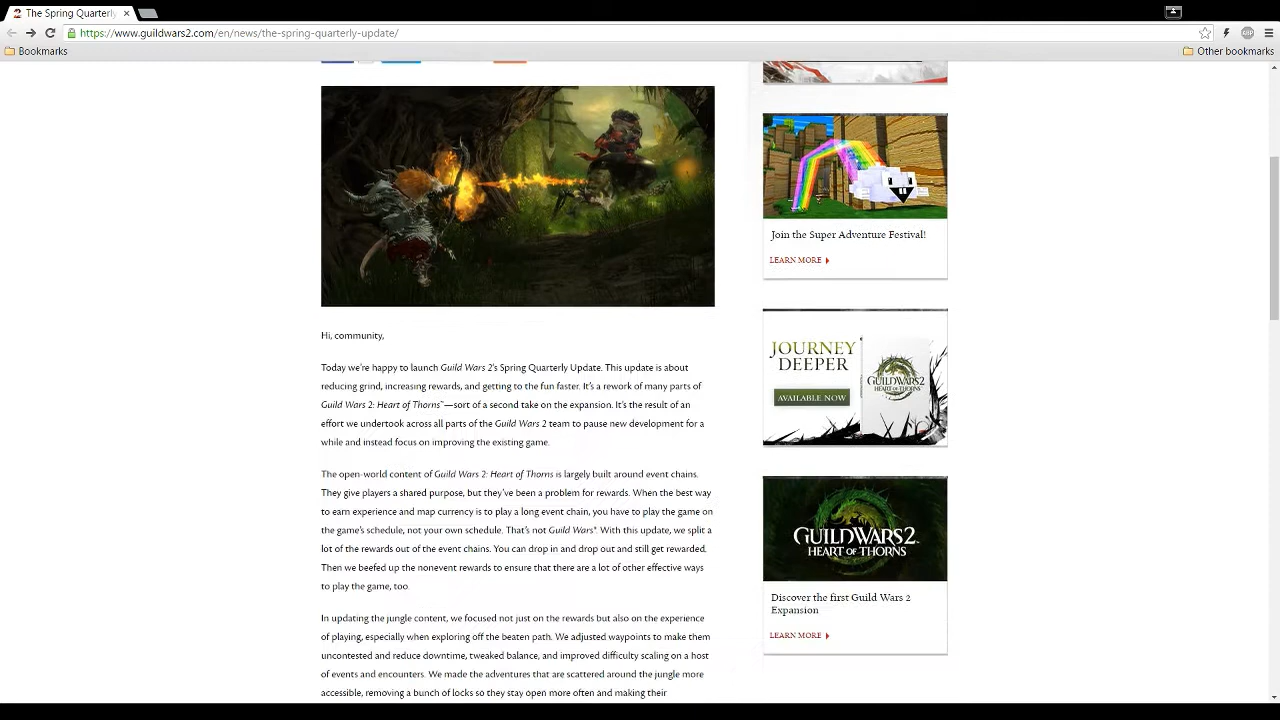 The Spring Quarterly
https://www.guildwars2.com/en/news/the-spring-quarterly-update/
ABP
Bookmarks
Other bookmarks
Hi, community,
Today we're happy to launch Guild Wars 2's Spring Quarterly Update. This update is about
reducing grind, increasing rewards, and getting to the fun faster. It's a rework of many parts of
Guild Wars 2: Heart of Thorns™—sort of a second take on the expansion. It's the result of an
effort we undertook across all parts of the Guild Wars 2 team to pause new development for a
while and instead focus on improving the existing game.
The open-world content of Guild Wars 2: Heart of Thorns is largely built around event chains.
They give players a shared purpose, but they've been a problem for rewards. When the best way
to earn experience and map currency is to play a long event chain, you have to play the game on
the game's schedule, not your own schedule. That's not Guild Wars®. With this update, we split a
lot of the rewards out of the event chains. You can drop in and drop out and still get rewarded.
Then we beefed up the nonevent rewards to ensure that there are a lot of other effective ways
to play the game, too.
In updating the jungle content, we focused not just on the rewards but also on the experience
of playing, especially when exploring off the beaten path. We adjusted waypoints to make them
uncontested and reduce downtime, tweaked balance, and improved difficulty scaling on a host
of events and encounters. We made the adventures that are scattered around the jungle more
accessible, removing a bunch of locks so they stay open more often and making their
Join the Super Adventure Festival!
LEARN MORE
JOURNEY
DEEPER
AVAILABLE NOW
GUILDWARS2
HEART OF THORNS
GUILDWARS2
HEART OF THORNS
Discover the first Guild Wars 2
Expansion
LEARN MORE